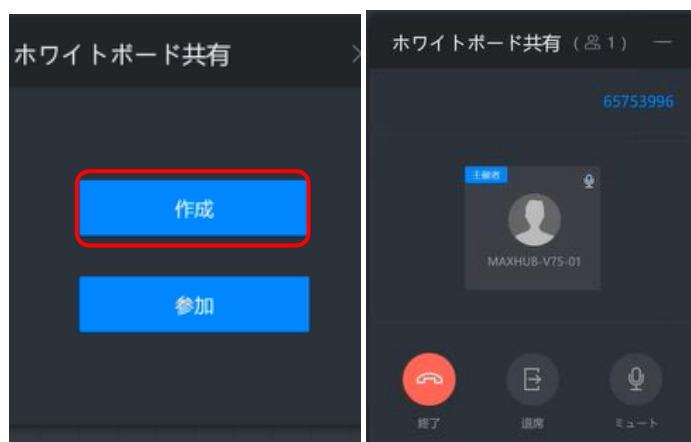 ホワイトボード共有
作成
参加
ホワイトボード共有 ( 1 )
65753996
主催者
MAXHUB-V75-01
終了
退席
ミュート